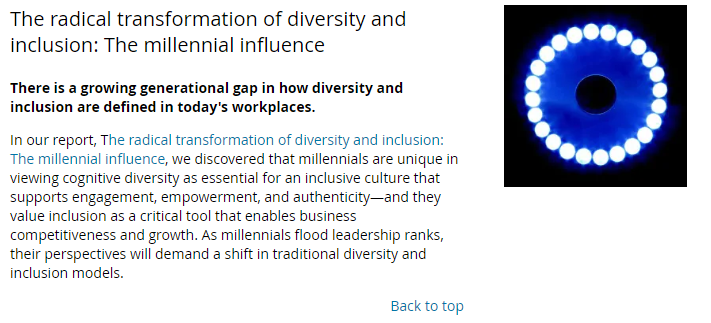 The radical transformation of diversity and
inclusion: The millennial influence
There is a growing generational gap in how diversity and
inclusion are defined in today's workplaces.
In our report, The radical transformation of diversity and inclusion:
The millennial influence, we discovered that millennials are unique in
viewing cognitive diversity as essential for an inclusive culture that
supports engagement, empowerment, and authenticity—and they
value inclusion as a critical tool that enables business
competitiveness and growth. As millennials flood leadership ranks,
their perspectives will demand a shift in traditional diversity and
inclusion models.
Back to top